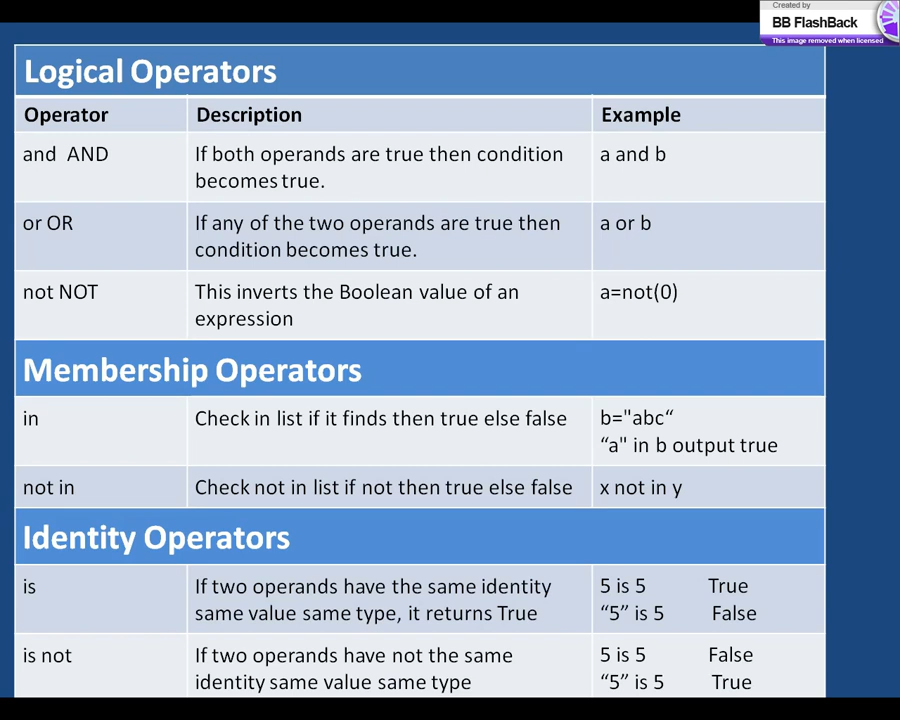 Created by
BB FlashBack
This image removed when licensed
Logical Operators
Operator Description Example
and AND If both operands are true then condition a and b
becomes true.
or OR If any of the two operands are true then a or b
condition becomes true.
not NOT This inverts the Boolean value of an a=not(0)
expression
Membership Operators
in Check in list if it finds then true else false b="abc“
“a" in b output true
not in Check not in list if not then true else false x not in y
Identity Operators
is If two operands have the same identity 5 is 5 True
same value same type, it returns True “5” is 5 False
is not If two operands have not the same 5 is 5 False
identity same value same type “5” is 5 True